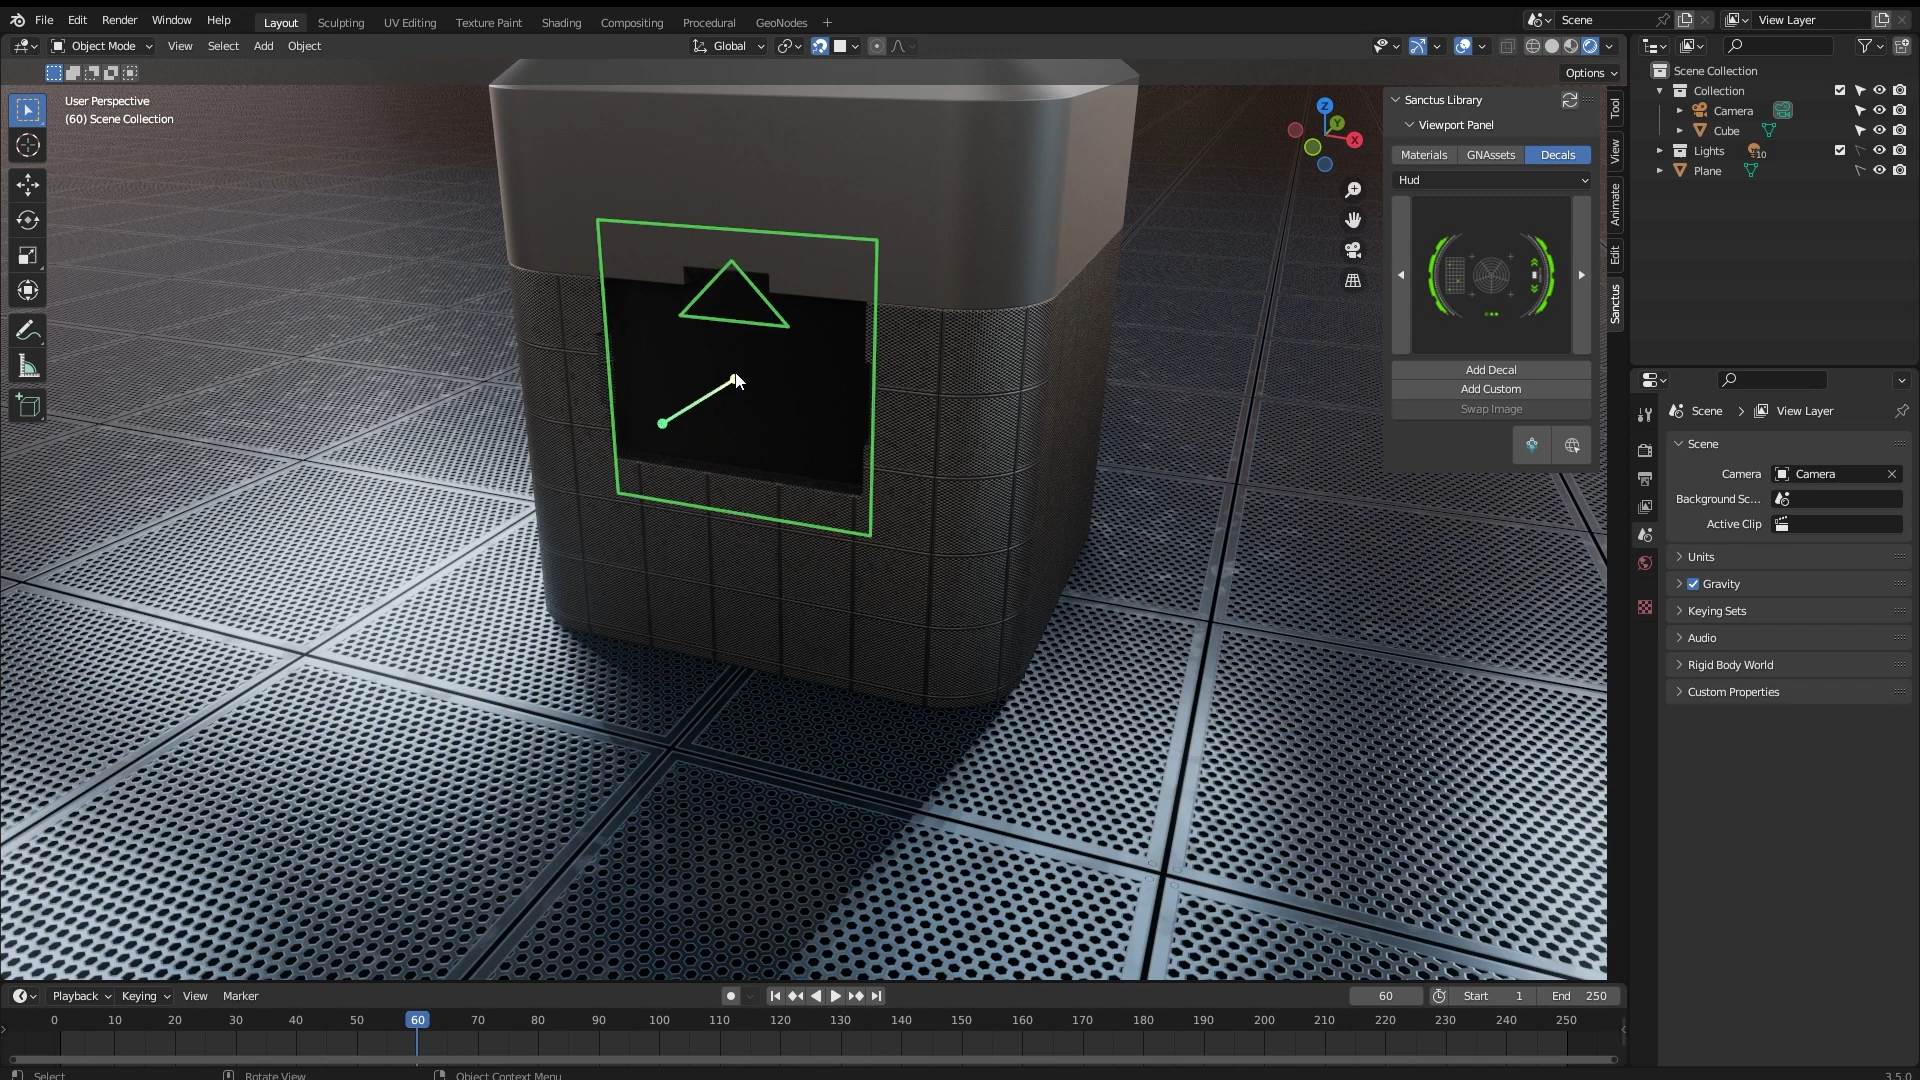 File Edit Render Window Help Layout Sculpting UV Editing Texture Paint Shading Compositing Procedural GeoNodes + Scene View Layer
Object Mode View Select Add Object Global
Options
User Perspective
(60) Scene Collection
Z
Y
X
Sanctus Library
Viewport Panel
Materials GNAssets Decals
Hud
Add Decal
Add Custom
Swap Image
Tool
View
Animate
Edit
Sanctus
Scene Collection
Collection
Camera
Cube
Lights 10
Plane
Scene > View Layer
Scene
Camera Camera
Background Sc...
Active Clip
Units
Gravity
Keying Sets
Audio
Rigid Body World
Custom Properties
Playback Keying View Marker 60 Start 1 End 250
0 10 20 30 40 50 60 70 80 90 100 110 120 130 140 150 160 170 180 190 200 210 220 230 240 250
Select Rotate View Object Context Menu 3.5.0